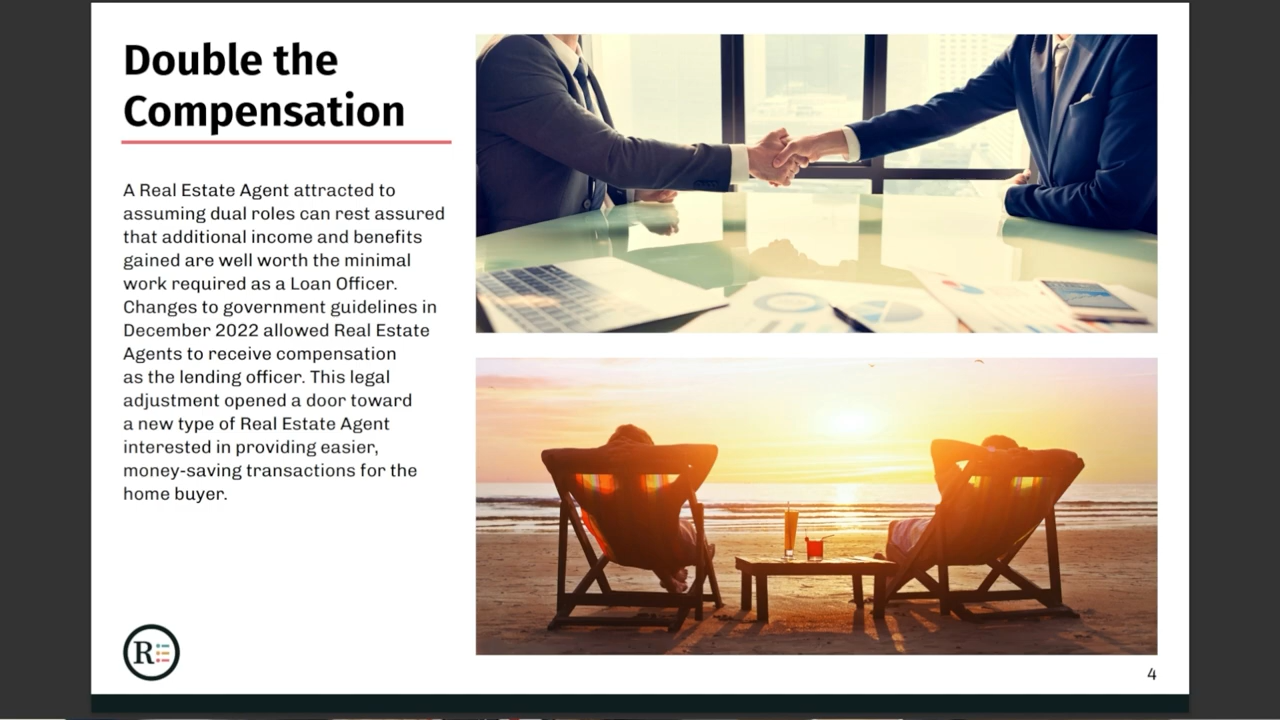 Double the
Compensation
A Real Estate Agent attracted to
assuming dual roles can rest assured
that additional income and benefits
gained are well worth the minimal
work required as a Loan Officer.
Changes to government guidelines in
December 2022 allowed Real Estate
Agents to receive compensation
as the lending officer. This legal
adjustment opened a door toward
a new type of Real Estate Agent
interested in providing easier,
money-saving transactions for the
home buyer.
R
4